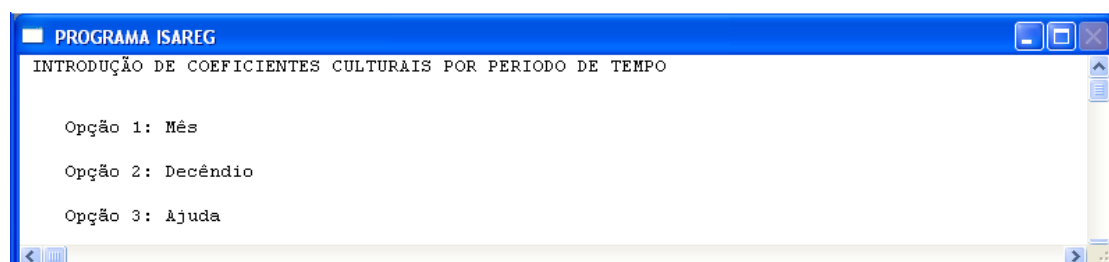 PROGRAMA ISAREG
INTRODUÇÃO DE COEFICIENTES CULTURAIS POR PERIODO DE TEMPO
Opção 1: Mês
Opção 2: Decêndio
Opção 3: Ajuda